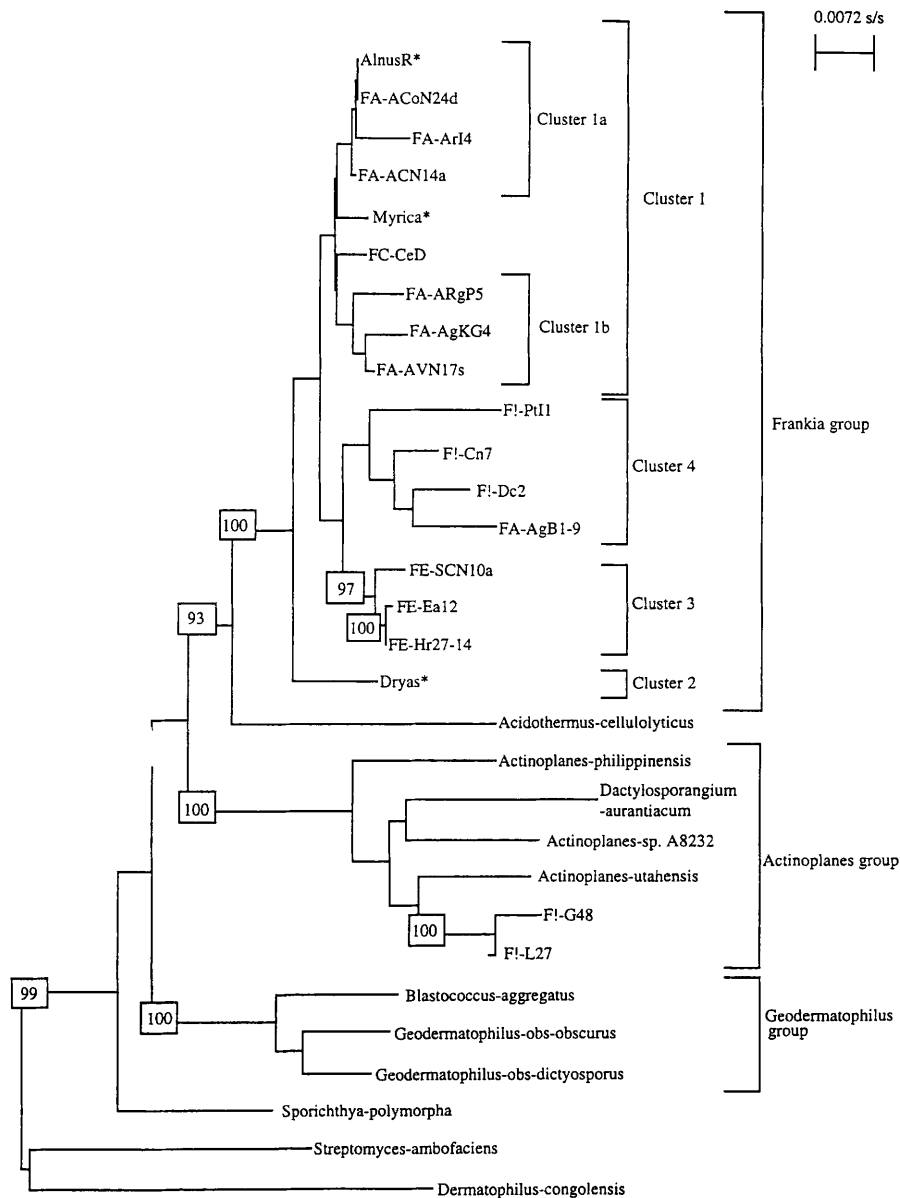 0.0072 s/s
AlnusR*
FA-ACoN24d
Cluster 1a
FA-ArI4
FA-ACN14a
Cluster 1
Myrica*
FC-CeD
FA-ARgP5
Cluster 1b
FA-AgKG4
FA-AVN17s
F!-PtI1
Frankia group
F!-Cn7
Cluster 4
F!-Dc2
100
FA-AgB1-9
FE-SCN10a
97
Cluster 3
FE-Ea12
93
100
FE-Hr27-14
Dryas*
Cluster 2
Acidothermus-cellulolyticus
Actinoplanes-philippinensis
Dactylosporangium
-aurantiacum
100
Actinoplanes-sp. A8232
Actinoplanes group
Actinoplanes-utahensis
F!-G48
100
F!-L27
99
Blastococcus-aggregatus
100
Geodermatophilus
group
Geodermatophilus-obs-obscurus
Geodermatophilus-obs-dictyosporus
Sporichthya-polymorpha
Streptomyces-ambofaciens
Dermatophilus-congolensis